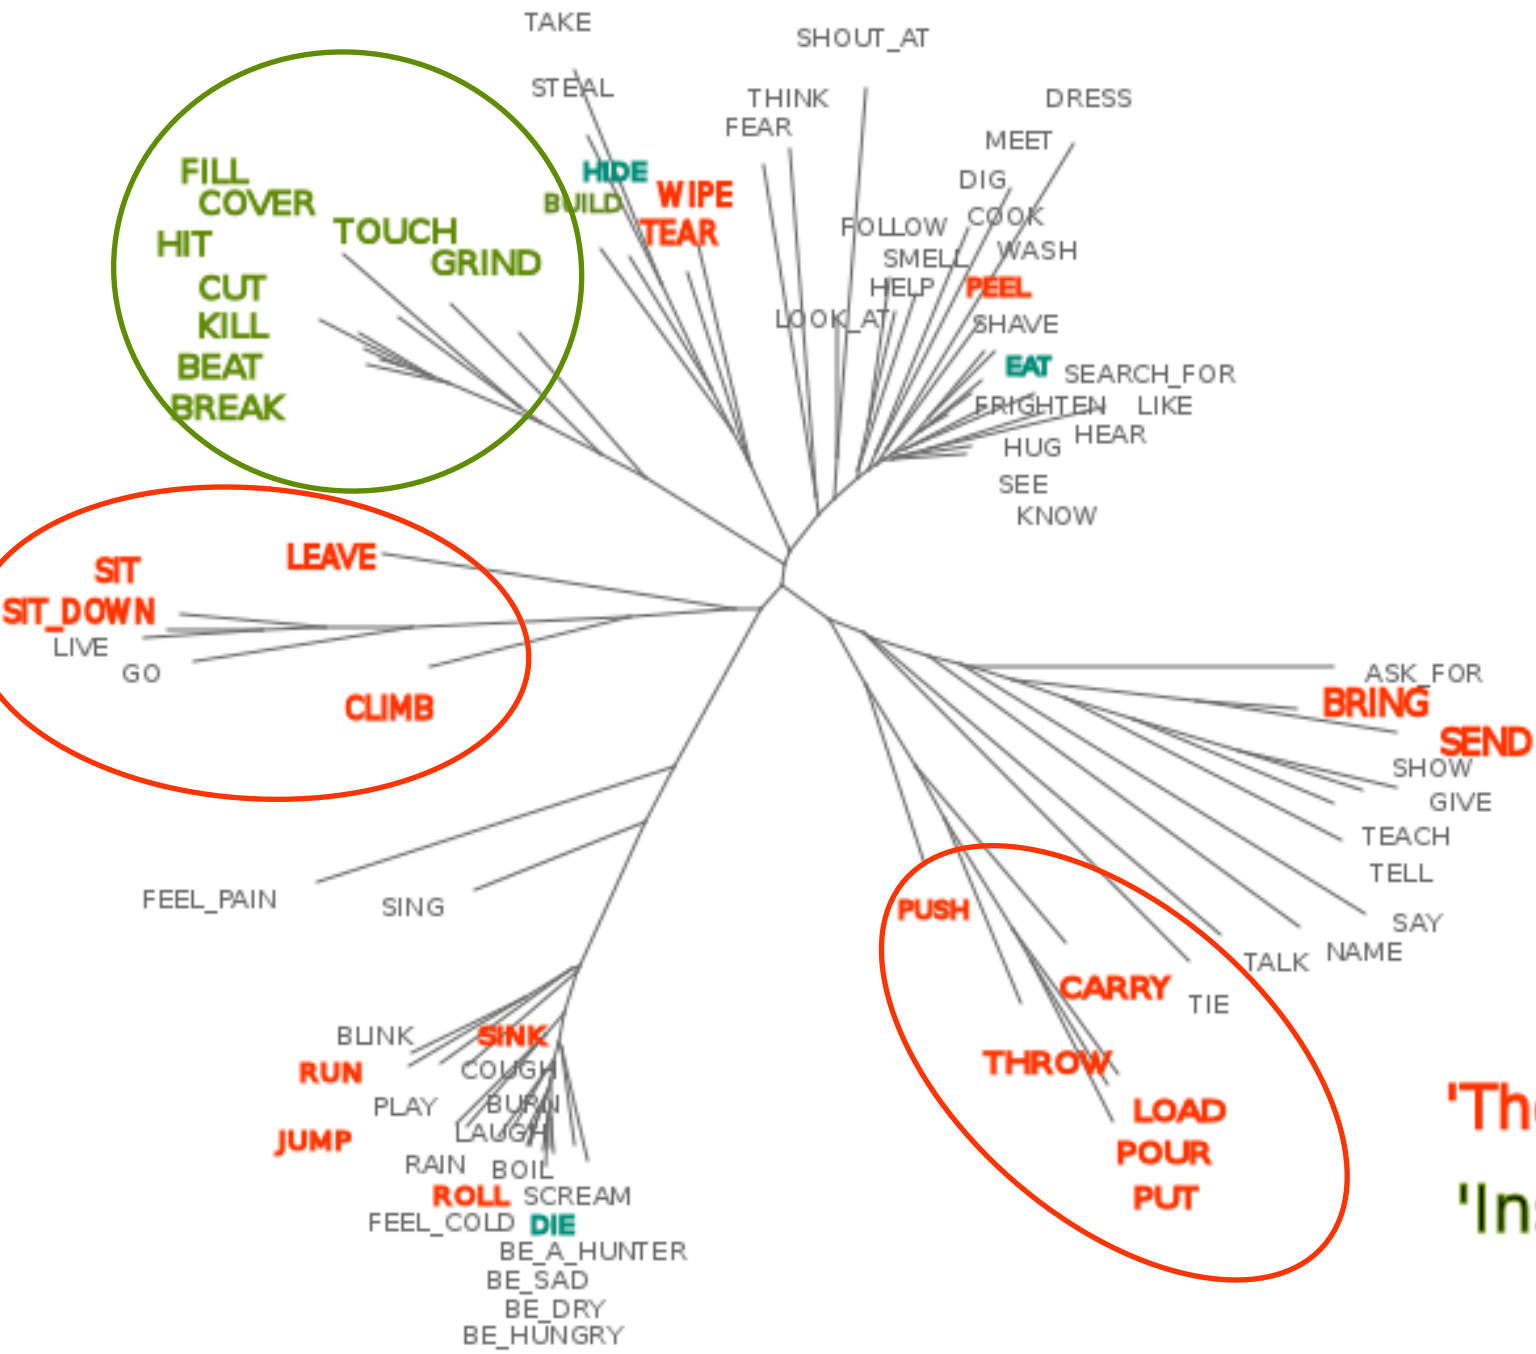 TAKE
SHOUT_AT
STEAL
THINK
DRESS
FEAR
MEET
FILL
HIDE
DIG
COVER
BUILD
WIPE
COOK
HIT
TOUCH
TEAR
FOLLOW
WASH
GRIND
SMELL
CUT
HELP
PEEL
KILL
LOOK_AT
SHAVE
BEAT
EAT
SEARCH_FOR
BREAK
FRIGHTEN
LIKE
HUG
HEAR
SEE
KNOW
LEAVE
SIT
SIT_DOWN
LIVE
GO
CLIMB
ASK_FOR
BRING
SEND
SHOW
GIVE
TEACH
TELL
SAY
NAME
TALK
TIE
FEEL_PAIN
SING
PUSH
CARRY
THROW
LOAD
POUR
PUT
BLINK
SINK
RUN
COUGH
PLAY
BURN
JUMP
LAUGH
RAIN
BOIL
ROLL
SCREAM
FEEL_COLD
DIE
BE_A_HUNTER
BE_SAD
BE_DRY
BE_HUNGRY